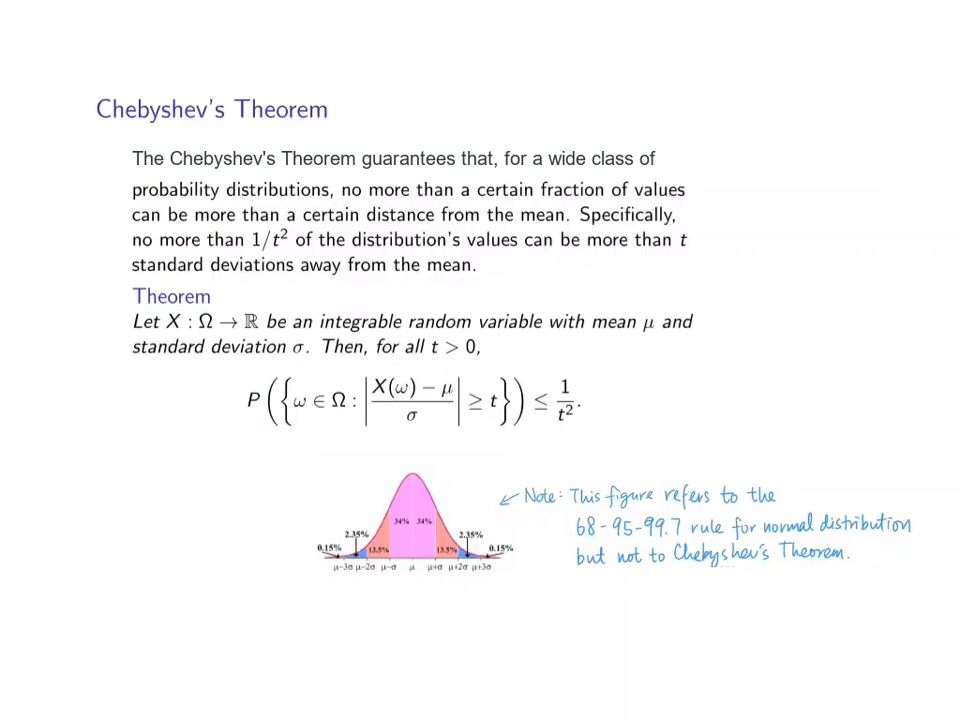 Chebyshev's Theorem
The Chebyshev's Theorem guarantees that, for a wide class of
probability distributions, no more than a certain fraction of values
can be more than a certain distance from the mean. Specifically,
no more than 1/t² of the distribution's values can be more than t
standard deviations away from the mean.
Theorem
Let X : Ω → ℝ be an integrable random variable with mean μ and
standard deviation σ. Then, for all t > 0,
P({ω ∈ Ω : |(X(ω) − μ)/σ| ≥ t}) ≤ 1/t².
← Note: This figure refers to the
68-95-99.7 rule for normal distribution
but not to Chebyshev's Theorem.
34% 34%
2.35% 2.35%
0.15% 13.5% 13.5% 0.15%
μ−3σ μ−2σ μ−σ μ μ+σ μ+2σ μ+3σ